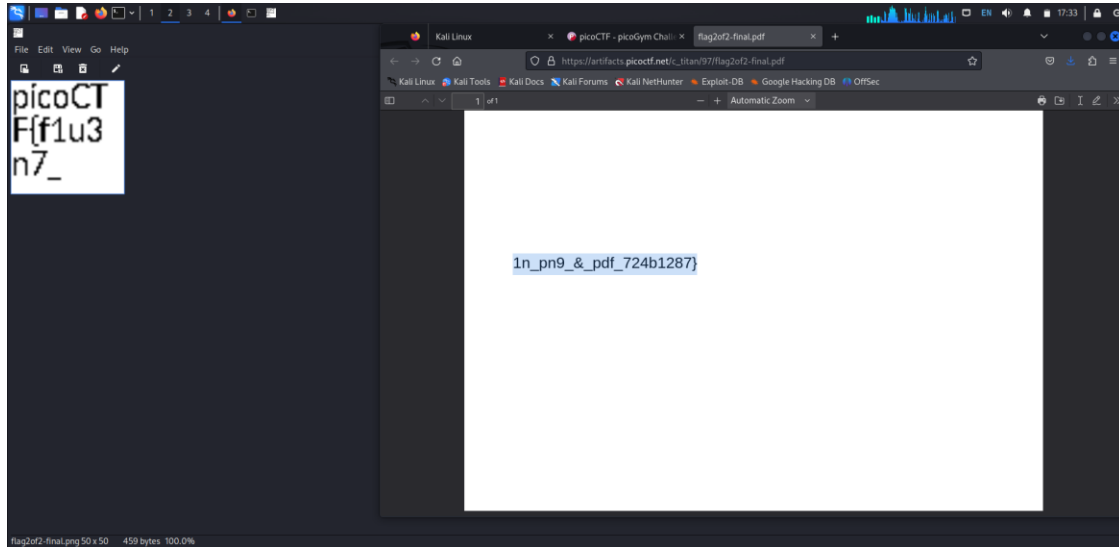 1 2 3 4
EN 17:33
File Edit View Go Help
picoCT
F{f1u3
n7_
flag2of2-final.png 50 x 50 459 bytes 100.0%
Kali Linux
picoCTF - picoGym Challe
flag2of2-final.pdf
https://artifacts.picoctf.net/c_titan/97/flag2of2-final.pdf
Kali Linux Kali Tools Kali Docs Kali Forums Kali NetHunter Exploit-DB Google Hacking DB OffSec
1 of 1 Automatic Zoom
1n_pn9_&_pdf_724b1287}